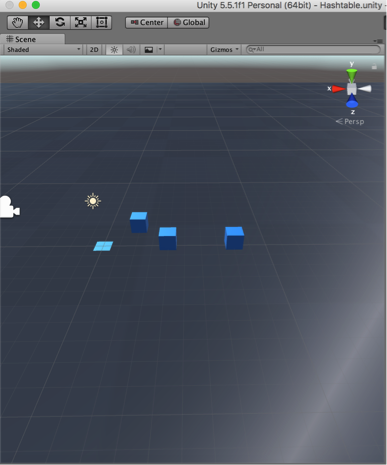 Unity 5.5.1f1 Personal (64bit) - Hashtable.unity -
Center
Global
Scene
Shaded
2D
Gizmos
All
y
x
z
Persp